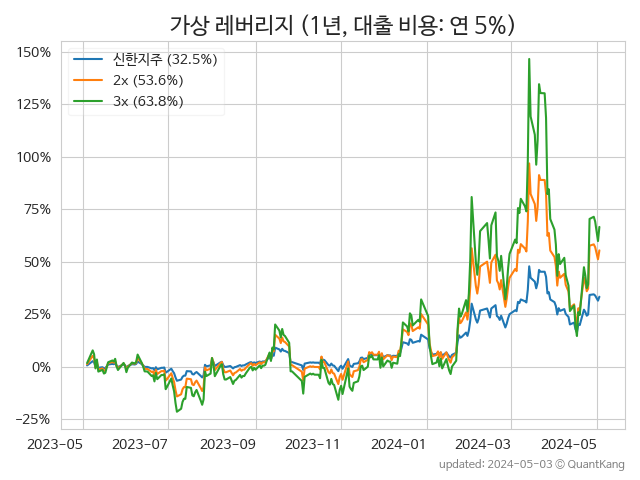 가상 레버리지 (1년, 대출 비용: 연 5%)
신한지주 (32.5%)
2x (53.6%)
3x (63.8%)
150%
125%
100%
75%
50%
25%
0%
−25%
2023-05 2023-07 2023-09 2023-11 2024-01 2024-03 2024-05
updated: 2024-05-03 © QuantKang